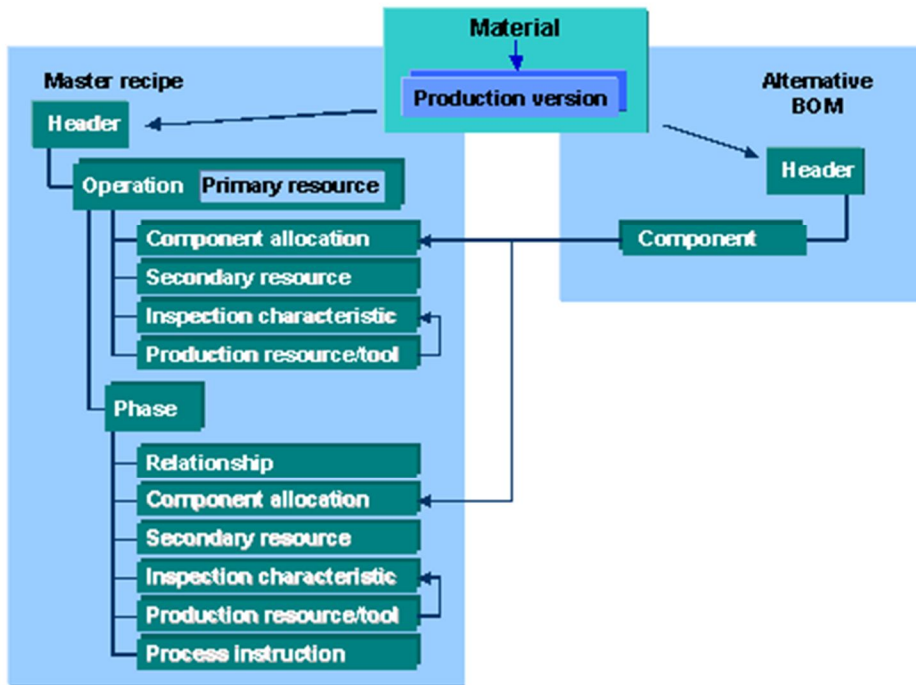 Material
Production version
Master recipe
Header
Operation
Primary resource
Component allocation
Secondary resource
Inspection characteristic
Production resource/tool
Phase
Relationship
Component allocation
Secondary resource
Inspection characteristic
Production resource/tool
Process instruction
Alternative
BOM
Header
Component